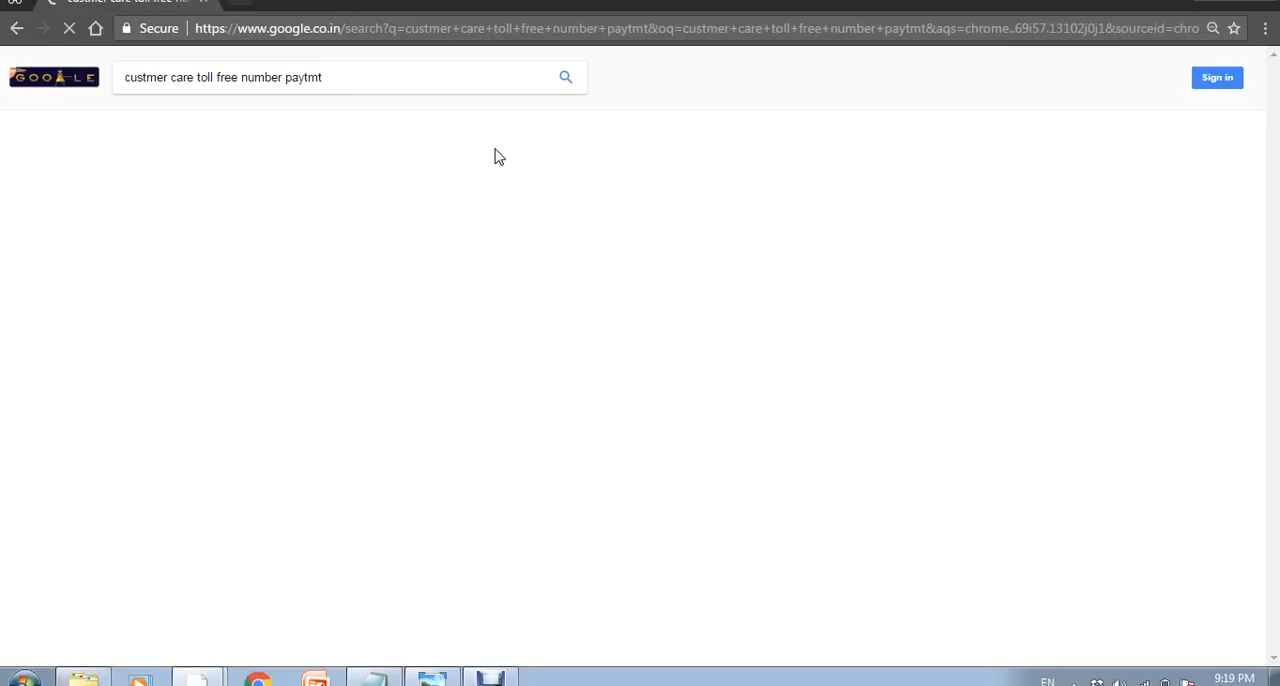 Secure https://www.google.co.in/search?q=custmer+care+toll+free+number+paytmt&oq=custmer+care+toll+free+number+paytmt&aqs=chrome..69i57.13102j0j1&sourceid=chro
GOOGLE custmer care toll free number paytmt Sign in
EN 9:19 PM